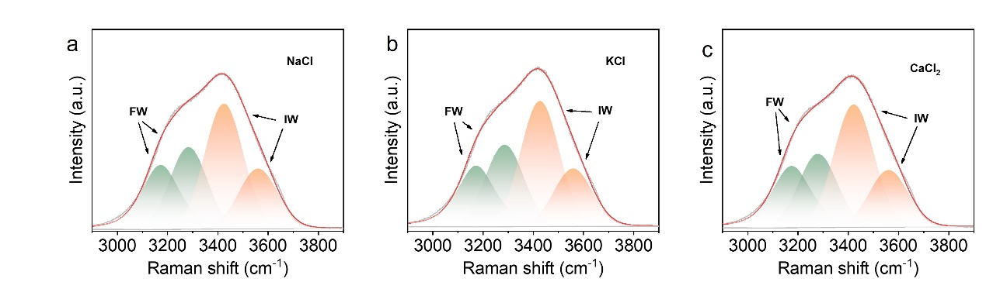 a
NaCl
FW
IW
Intensity (a.u.)
3000 3200 3400 3600 3800
Raman shift (cm⁻¹)
b
KCl
FW
IW
Intensity (a.u.)
3000 3200 3400 3600 3800
Raman shift (cm⁻¹)
c
CaCl₂
FW
IW
Intensity (a.u.)
3000 3200 3400 3600 3800
Raman shift (cm⁻¹)